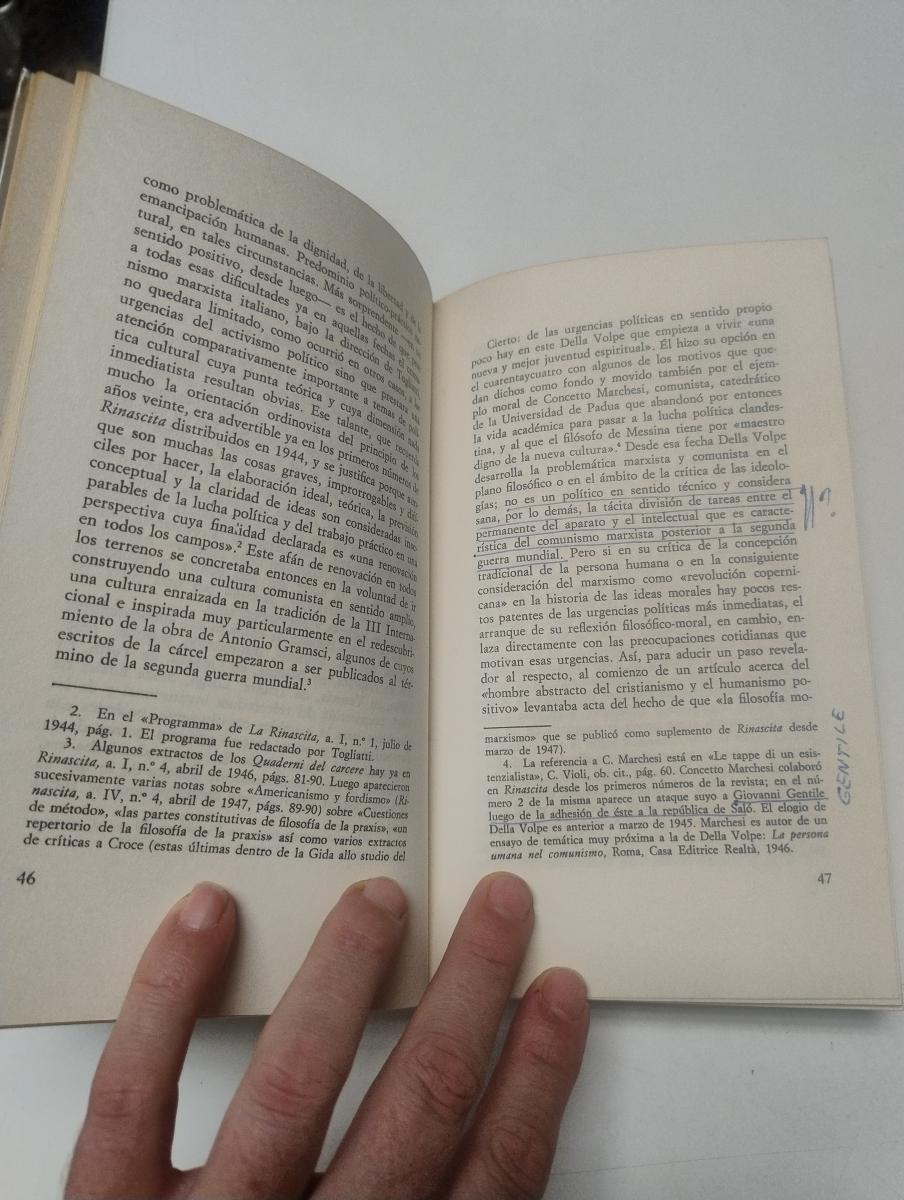 como problemática de la dignidad, de la libertad y de la
emancipación humanas. Predominio político-práctico
tural, en tales circunstancias. Más sorprendente
sentido positivo, desde luego— es el hecho de que pese
a todas esas dificultades ya en aquellas fechas el comu-
nismo marxista italiano, bajo la dirección de Togliatti,
no quedara limitado, como ocurrió en otros casos, a las
urgencias del activismo político sino que prestara una
atención comparativamente importante a temas de polí-
tica cultural cuya punta teórica y cuya dimensión nada
inmediatista resultan obvias. Ese talante, que recuerda
mucho la orientación ordinovista del principio de los
años veinte, era advertible ya en los primeros números de
Rinascita distribuidos en 1944, y se justifica porque aun-
que son muchas las cosas graves, improrrogables y difí-
ciles por hacer, la elaboración ideal, teórica, la previsión
conceptual y la claridad de ideas son consideradas inse-
parables de la lucha política y del trabajo práctico en una
perspectiva cuya finalidad declarada es «una renovación
en todos los campos».² Este afán de renovación en todos
los terrenos se concretaba entonces en la voluntad de ir
construyendo una cultura comunista en sentido amplio,
una cultura enraizada en la tradición de la III Interna-
cional e inspirada muy particularmente en el redescubri-
miento de la obra de Antonio Gramsci, algunos de cuyos
escritos de la cárcel empezaron a ser publicados al tér-
mino de la segunda guerra mundial.³
2. En el «Programma» de La Rinascita, a. I, n.º 1, julio de
1944, pág. 1. El programa fue redactado por Togliatti.
3. Algunos extractos de los Quaderni del carcere hay ya en
Rinascita, a. I, n.º 4, abril de 1946, págs. 81-90. Luego aparecieron
sucesivamente varias notas sobre «Americanismo y fordismo» (Ri-
nascita, a. IV, n.º 4, abril de 1947, págs. 89-90) sobre «Cuestiones
de método», «las partes constitutivas de filosofía de la praxis», «un
repertorio de la filosofía de la praxis» así como varios extractos
de críticas a Croce (estas últimas dentro de la Gida allo studio del
46
Cierto: de las urgencias políticas en sentido propio
poco hay en este Della Volpe que empieza a vivir «una
nueva y mejor juventud espiritual». Él hizo su opción en
el cuarentaycuatro con algunos de los motivos que que-
dan dichos como fondo y movido también por el ejem-
plo moral de Concetto Marchesi, comunista, catedrático
de la Universidad de Padua que abandonó por entonces
la vida académica para pasar a la lucha política clandes-
tina, y al que el filósofo de Messina tiene por «maestro
digno de la nueva cultura».⁴ Desde esa fecha Della Volpe
desarrolla la problemática marxista y comunista en el
plano filosófico o en el ámbito de la crítica de las ideolo-
gías; no es un político en sentido técnico y considera
sana, por lo demás, la tácita división de tareas entre el
permanente del aparato y el intelectual que es caracte-
rística del comunismo marxista posterior a la segunda
guerra mundial. Pero si en su crítica de la concepción
tradicional de la persona humana o en la consiguiente
consideración del marxismo como «revolución coperni-
cana» en la historia de las ideas morales hay pocos res-
tos patentes de las urgencias políticas más inmediatas, el
arranque de su reflexión filosófico-moral, en cambio, en-
laza directamente con las preocupaciones cotidianas que
motivan esas urgencias. Así, para aducir un paso revela-
dor al respecto, al comienzo de un artículo acerca del
«hombre abstracto del cristianismo y el humanismo po-
sitivo» levantaba acta del hecho de que «la filosofía mo-
marxismo» que se publicó como suplemento de Rinascita desde
marzo de 1947).
4. La referencia a C. Marchesi está en «Le tappe di un esis-
tenzialista», C. Violi, ob. cit., pág. 60. Concetto Marchesi colaboró
en Rinascita desde los primeros números de la revista; en el nú-
mero 2 de la misma aparece un ataque suyo a Giovanni Gentile
luego de la adhesión de éste a la república de Saló. El elogio de
Della Volpe es anterior a marzo de 1945. Marchesi es autor de un
ensayo de temática muy próxima a la de Della Volpe: La persona
umana nel comunismo, Roma, Casa Editrice Realtà, 1946.
47
?
GENTILE